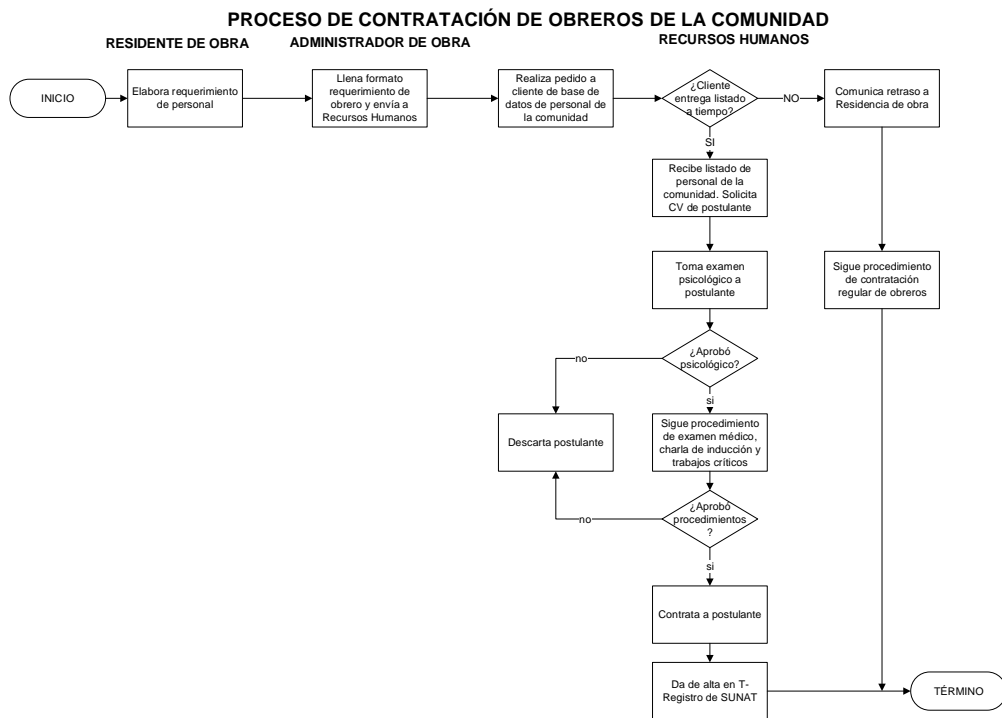 PROCESO DE CONTRATACIÓN DE OBREROS DE LA COMUNIDAD
RESIDENTE DE OBRA
ADMINISTRADOR DE OBRA
RECURSOS HUMANOS
INICIO
Elabora requerimiento
de personal
Llena formato
requerimiento de
obrero y envía a
Recursos Humanos
Realiza pedido a
cliente de base de
datos de personal de
la comunidad
¿Cliente
entrega listado
a tiempo?
NO
Comunica retraso a
Residencia de obra
SI
Recibe listado de
personal de la
comunidad. Solicita
CV de postulante
Toma examen
psicológico a
postulante
Sigue procedimiento
de contratación
regular de obreros
¿Aprobó
psicológico?
no
si
Descarta postulante
Sigue procedimiento
de examen médico,
charla de inducción y
trabajos críticos
¿Aprobó
procedimientos
?
no
si
Contrata a postulante
Da de alta en T-
Registro de SUNAT
TÉRMINO